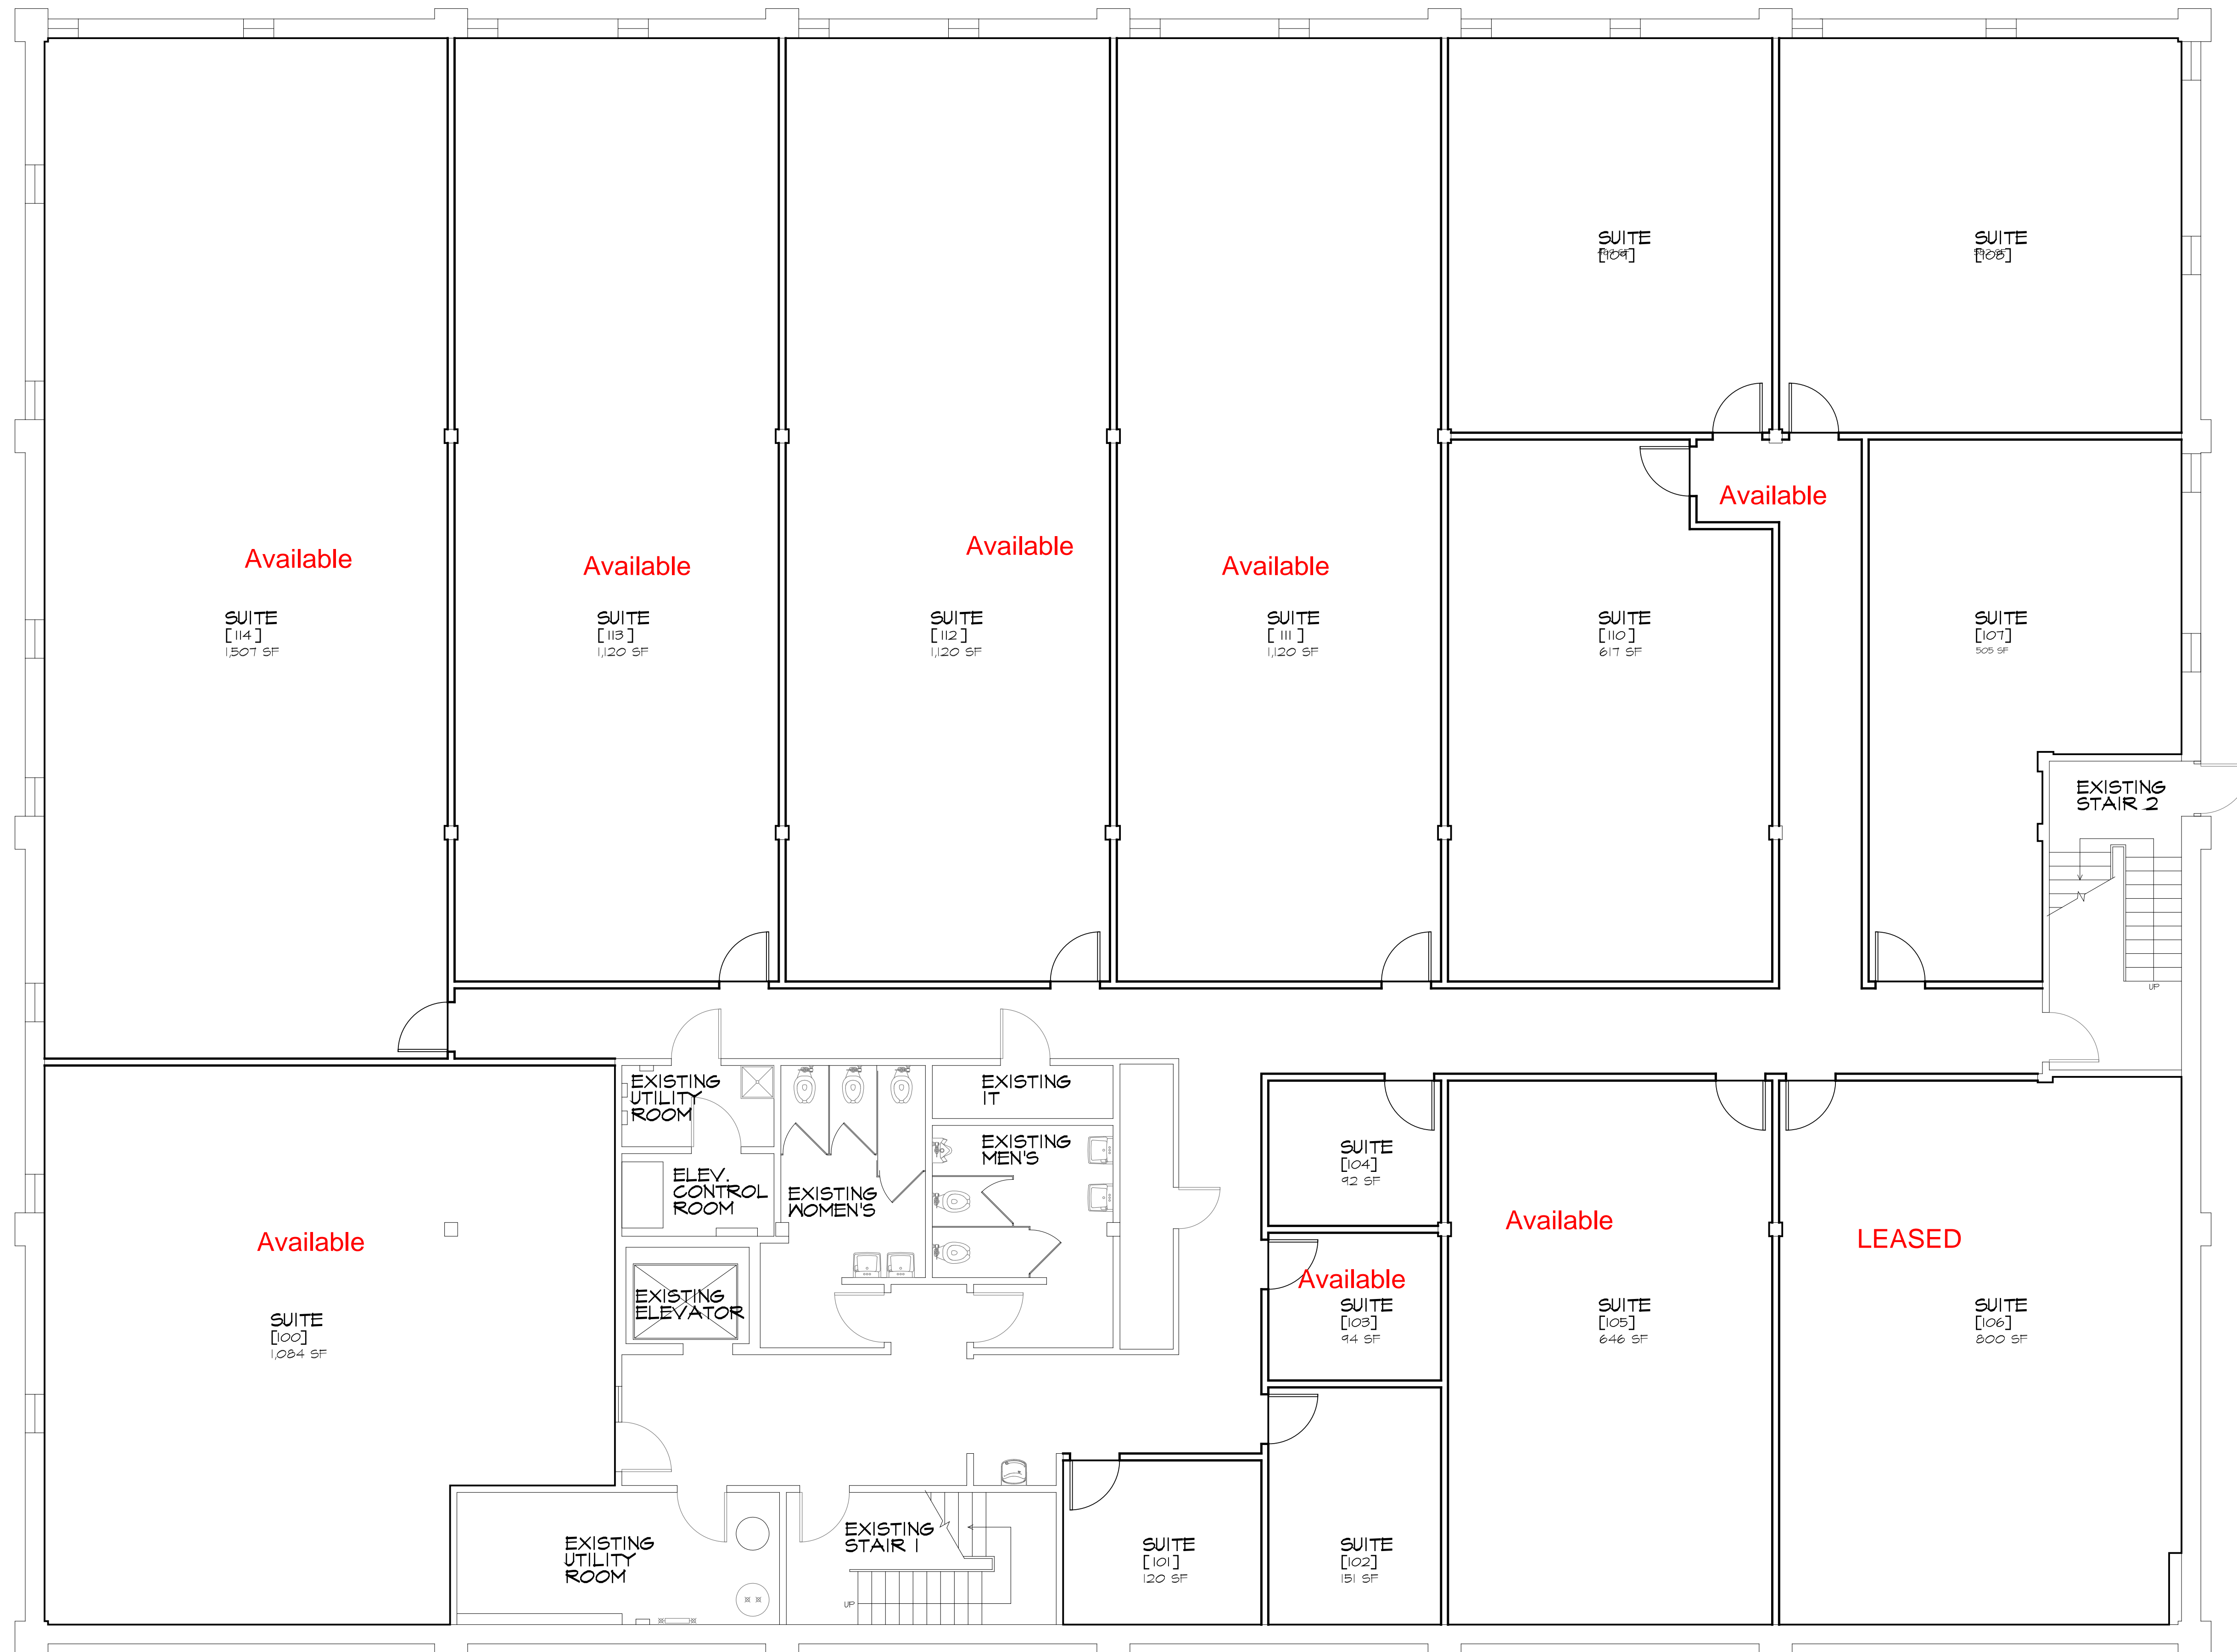 SUITE
[109]
SUITE
[108]
Available
Available
Available
Available
Available
SUITE
[114]
1,507 SF
SUITE
[113]
1,120 SF
SUITE
[112]
1,120 SF
SUITE
[111]
1,120 SF
SUITE
[110]
617 SF
SUITE
[107]
505 SF
EXISTING
STAIR 2
UP
EXISTING
UTILITY
ROOM
EXISTING
IT
EXISTING
MEN'S
ELEV.
CONTROL
ROOM
EXISTING
WOMEN'S
SUITE
[104]
92 SF
Available
Available
LEASED
Available
EXISTING
ELEVATOR
SUITE
[100]
1,084 SF
SUITE
[103]
94 SF
SUITE
[105]
646 SF
SUITE
[106]
800 SF
EXISTING
UTILITY
ROOM
EXISTING
STAIR 1
UP
SUITE
[101]
120 SF
SUITE
[102]
151 SF